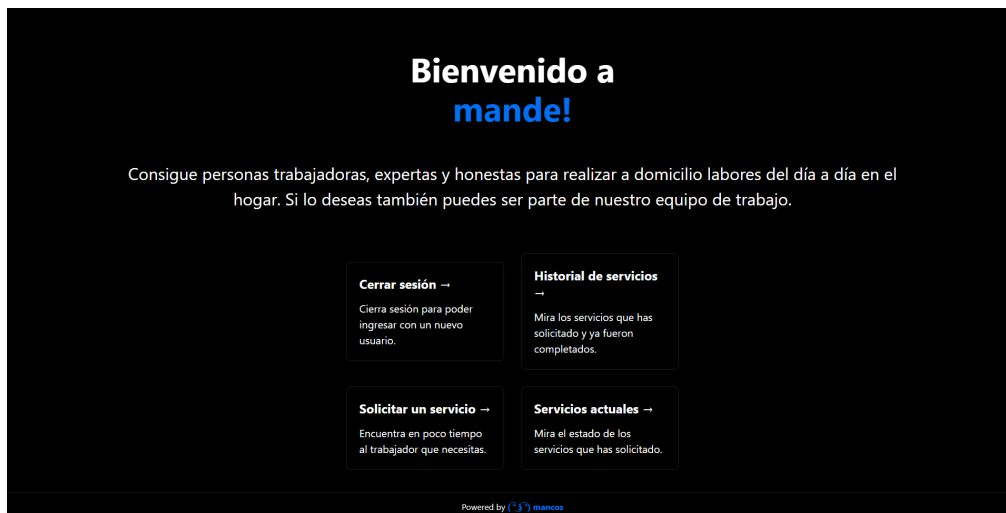 Bienvenido a
mande!
Consigue personas trabajadoras, expertas y honestas para realizar a domicilio labores del día a día en el
hogar. Si lo deseas también puedes ser parte de nuestro equipo de trabajo.
Cerrar sesión →
Cierra sesión para poder
ingresar con un nuevo
usuario.
Historial de servicios
→
Mira los servicios que has
solicitado y ya fueron
completados.
Solicitar un servicio →
Encuentra en poco tiempo
al trabajador que necesitas.
Servicios actuales →
Mira el estado de los
servicios que has solicitado.
Powered by ( ͡° ͜ʖ ͡°) mancos